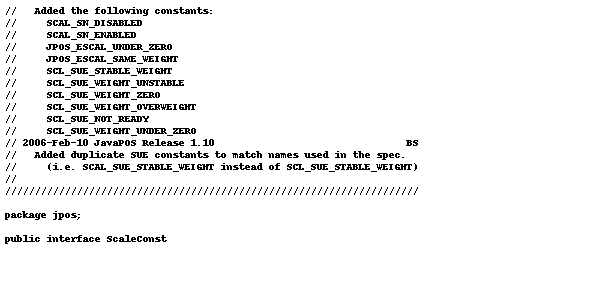 //   Added the following constants:
//     SCAL_SN_DISABLED
//     SCAL_SN_ENABLED
//     JPOS_ESCAL_UNDER_ZERO
//     JPOS_ESCAL_SAME_WEIGHT
//     SCL_SUE_STABLE_WEIGHT
//     SCL_SUE_WEIGHT_UNSTABLE
//     SCL_SUE_WEIGHT_ZERO
//     SCL_SUE_WEIGHT_OVERWEIGHT
//     SCL_SUE_NOT_READY
//     SCL_SUE_WEIGHT_UNDER_ZERO
// 2006-Feb-10 JavaPOS Release 1.10                                BS
//   Added duplicate SUE constants to match names used in the spec.
//     (i.e. SCAL_SUE_STABLE_WEIGHT instead of SCL_SUE_STABLE_WEIGHT)
//
/////////////////////////////////////////////////////////////////////
package jpos;
public interface ScaleConst